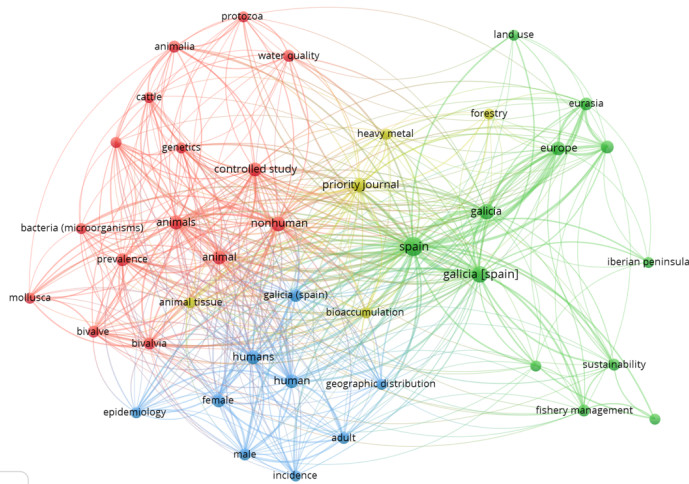 protozoa
land use
animalia
water quality
cattle
eurasia
forestry
heavy metal
genetics
europe
controlled study
priority journal
galicia
animals
nonhuman
bacteria (microorganisms)
spain
animal
prevalence
iberian peninsula
galicia [spain]
mollusca
galicia (spain)
animal tissue
bioaccumulation
bivalve
bivalvia
humans
sustainability
human
geographic distribution
female
epidemiology
fishery management
adult
male
incidence